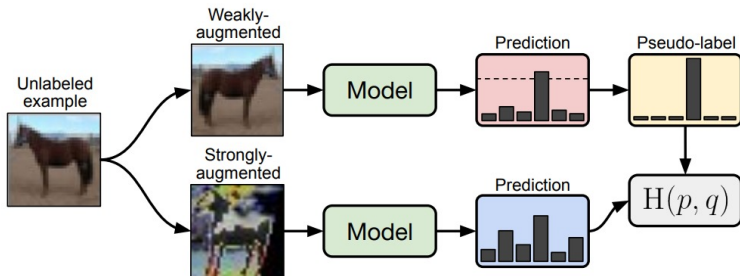 Weakly-
augmented
Prediction
Pseudo-label
Unlabeled
example
Model
Strongly-
augmented
Prediction
H(p, q)
Model